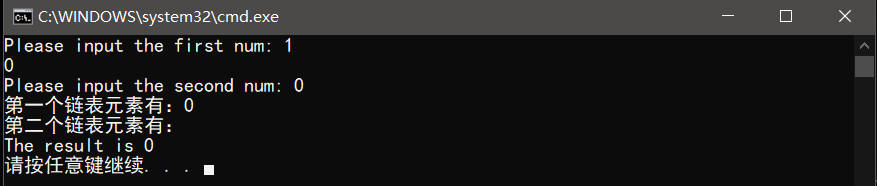 C:\WINDOWS\system32\cmd.exe
Please input the first num: 1
0
Please input the second num: 0
第一个链表元素有：0
第二个链表元素有：
The result is 0
请按任意键继续. . .